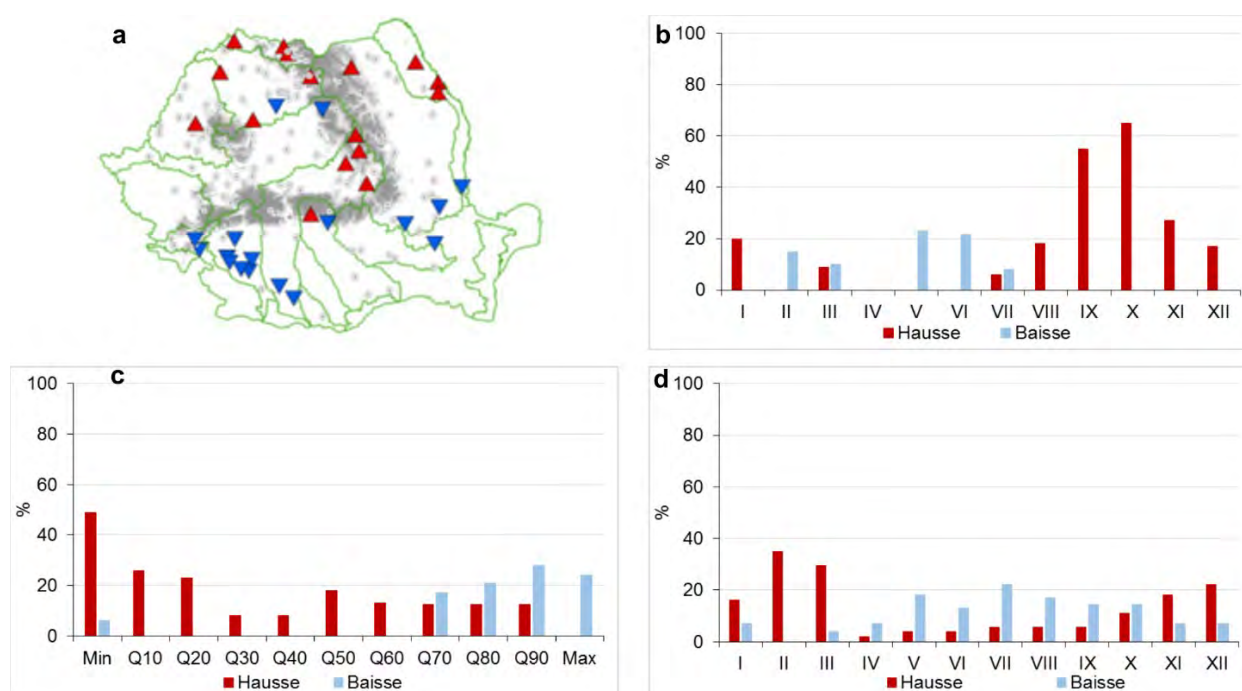 a
b
100
80
60
40
20
0
%
I II III IV V VI VII VIII IX X XI XII
Hausse Baisse
c
100
80
60
40
20
0
%
Min Q10 Q20 Q30 Q40 Q50 Q60 Q70 Q80 Q90 Max
Hausse Baisse
d
100
80
60
40
20
0
%
I II III IV V VI VII VIII IX X XI XII
Hausse Baisse